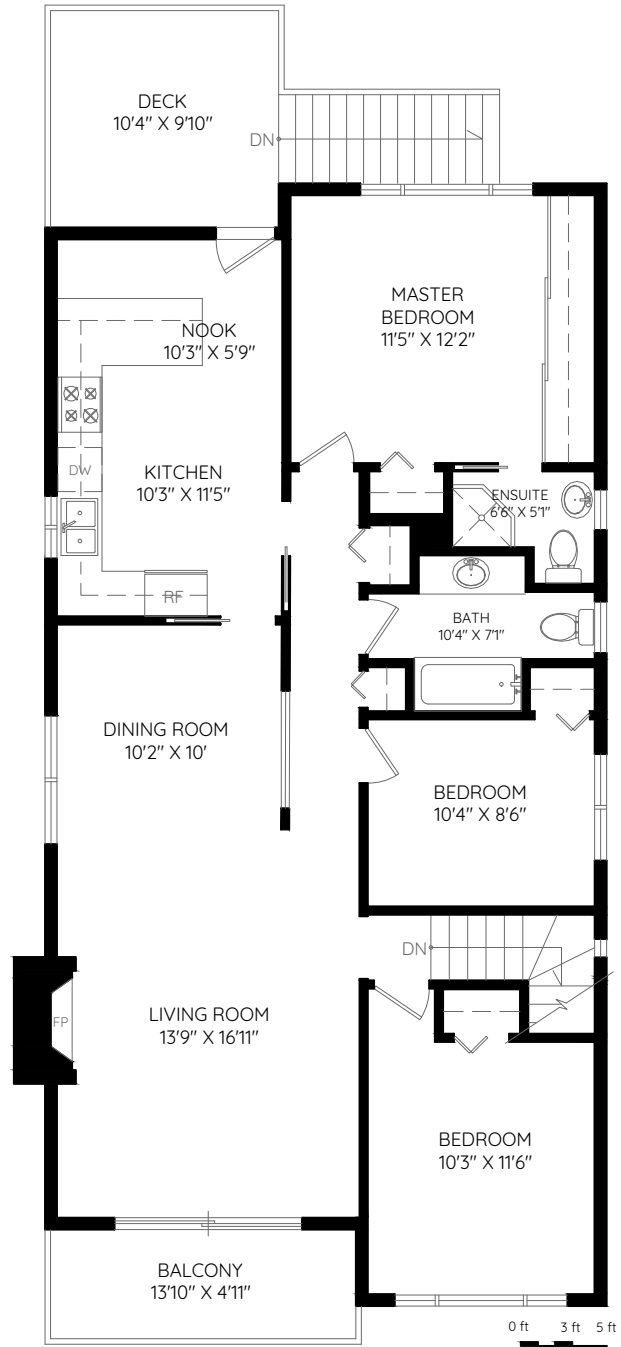 DECK
10'4" X 9'10"
DN
MASTER
BEDROOM
11'5" X 12'2"
NOOK
10'3" X 5'9"
DW
KITCHEN
10'3" X 11'5"
ENSUITE
6'6" X 5'1"
RF
BATH
10'4" X 7'1"
DINING ROOM
10'2" X 10'
BEDROOM
10'4" X 8'6"
DN
FP
LIVING ROOM
13'9" X 16'11"
BEDROOM
10'3" X 11'6"
BALCONY
13'10" X 4'11"
0 ft 3 ft 5 ft